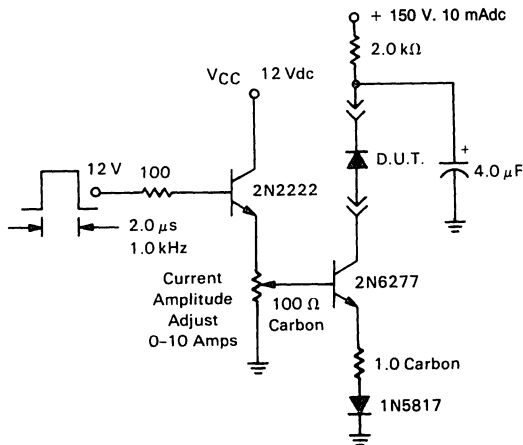 + 150 V. 10 mAdc
2.0 kΩ
VCC
12 Vdc
D.U.T.
+
4.0 μF
12 V
100
2N2222
2.0 μs
1.0 kHz
Current
Amplitude
Adjust
0–10 Amps
100 Ω
Carbon
2N6277
1.0 Carbon
1N5817